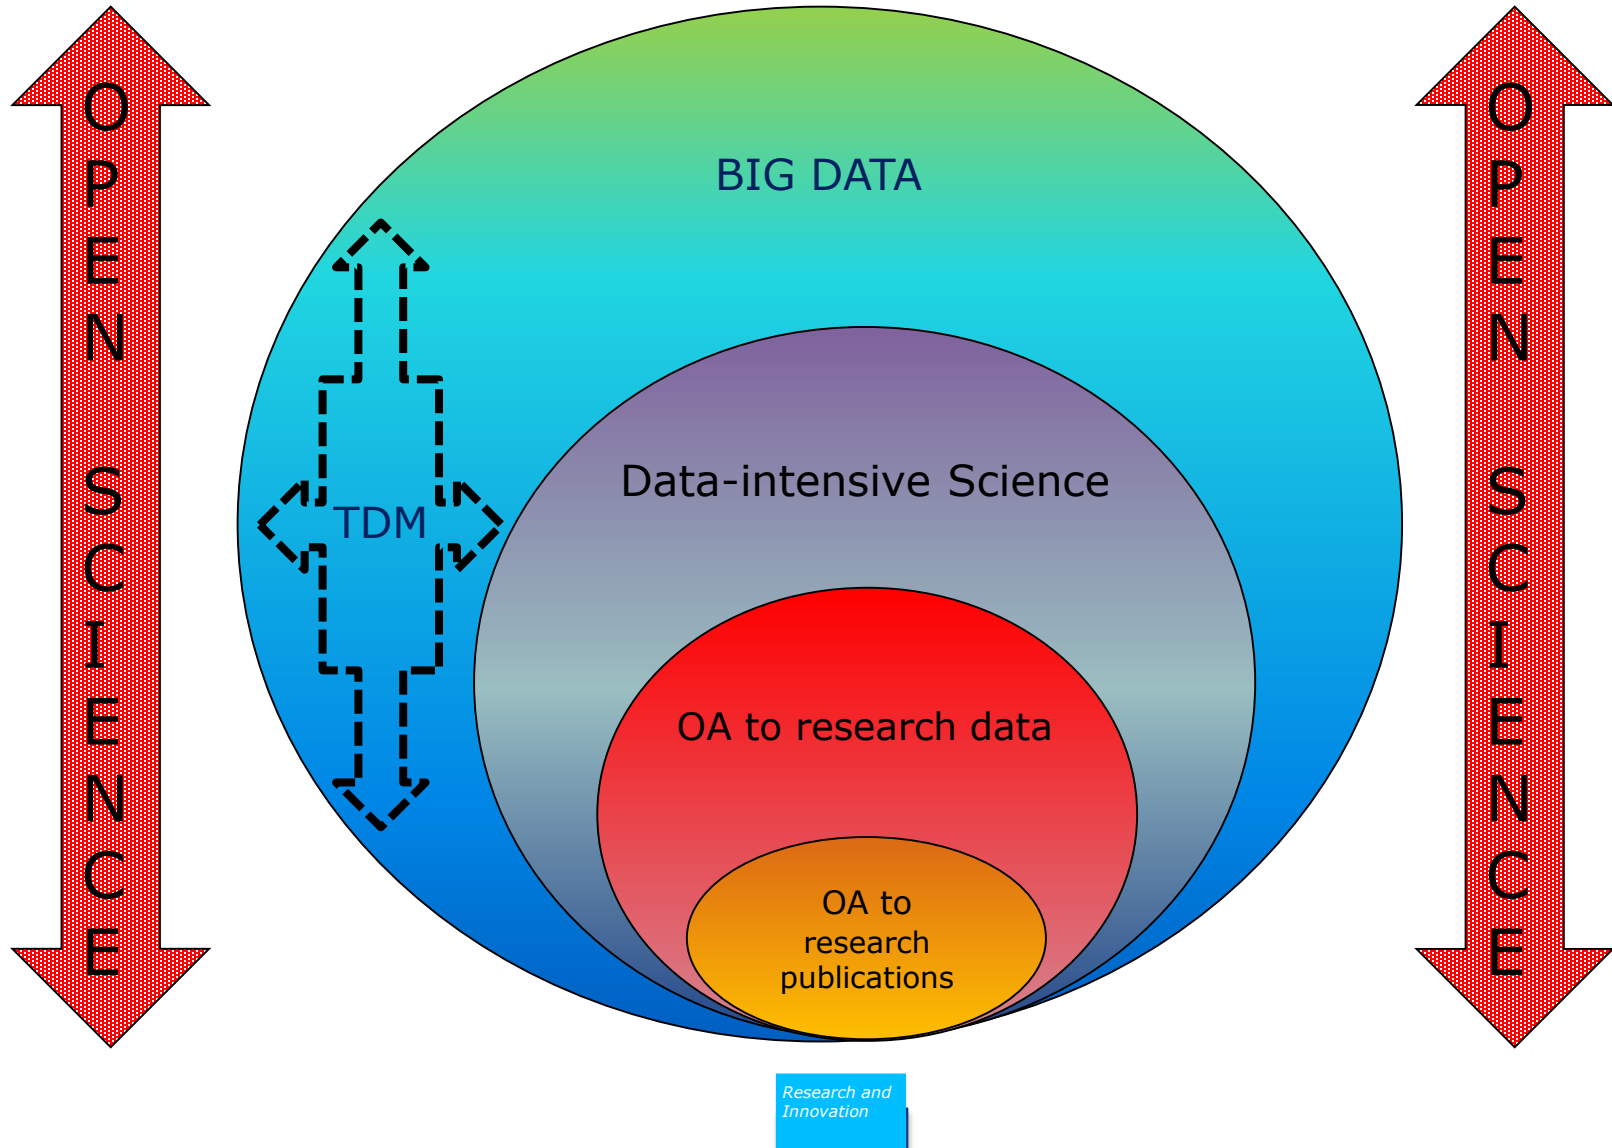 OPEN SCIENCE
BIG DATA
TDM
Data-intensive Science
OA to research data
OA to
research
publications
OPEN SCIENCE
Research and
Innovation